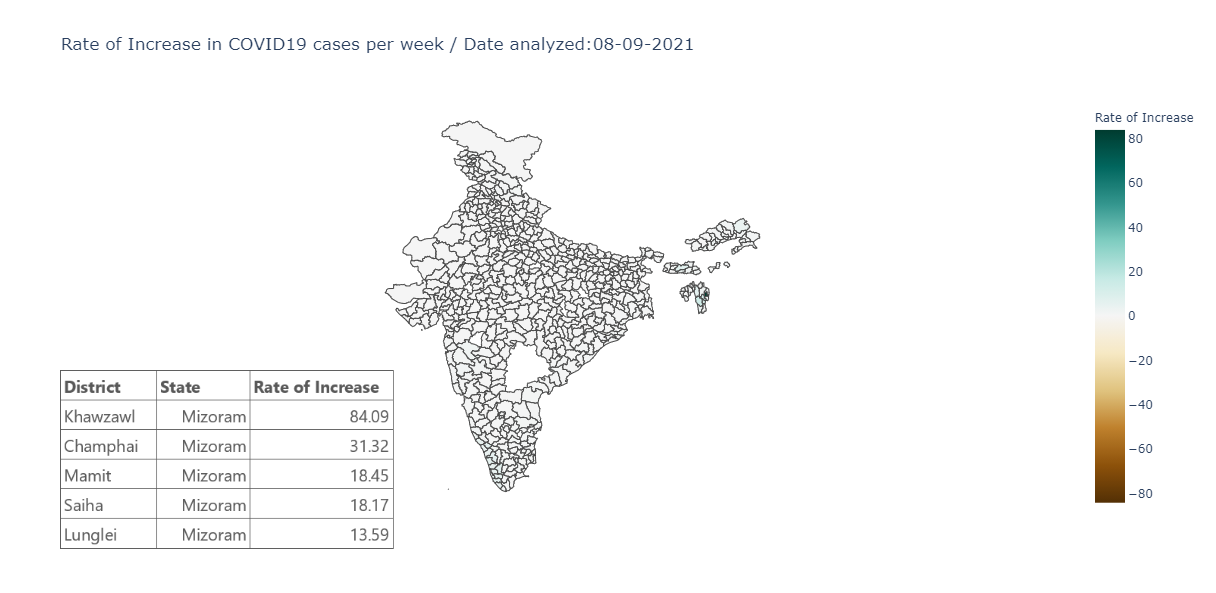 Rate of Increase in COVID19 cases per week / Date analyzed:08-09-2021
Rate of Increase
80
60
40
20
0
−20
−40
−60
−80
District State Rate of Increase
Khawzawl Mizoram 84.09
Champhai Mizoram 31.32
Mamit Mizoram 18.45
Saiha Mizoram 18.17
Lunglei Mizoram 13.59